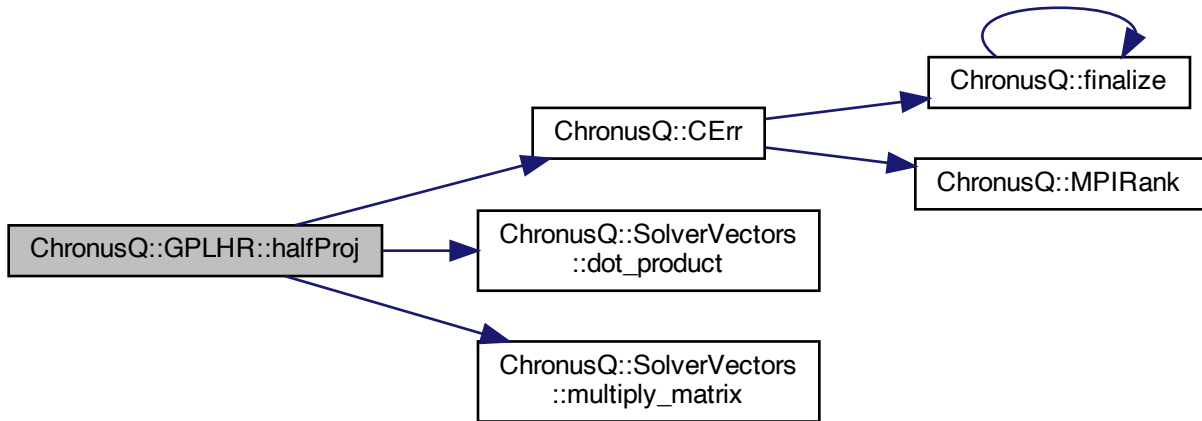 ChronusQ::GPLHR::halfProj
ChronusQ::CErr
ChronusQ::finalize
ChronusQ::MPIRank
ChronusQ::SolverVectors
::dot_product
ChronusQ::SolverVectors
::multiply_matrix